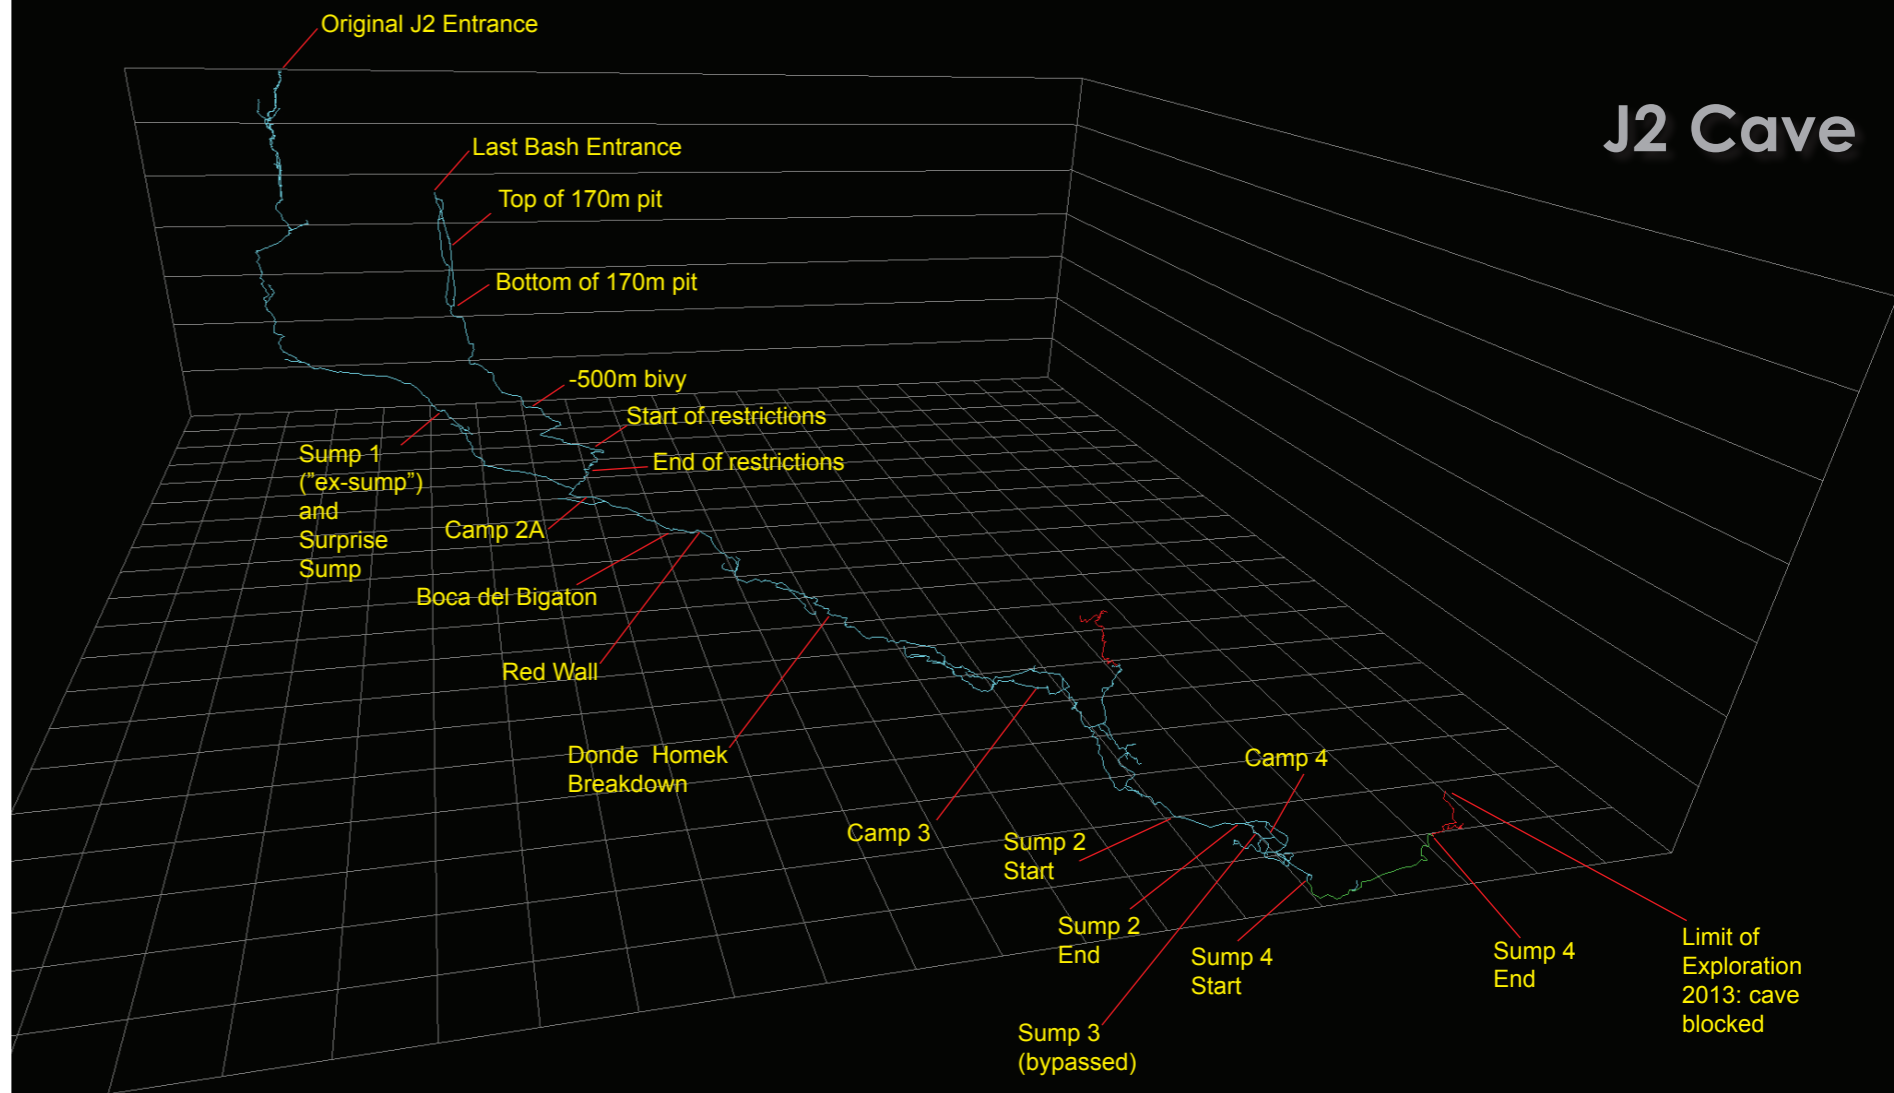 Original J2 Entrance
J2 Cave
Last Bash Entrance
Top of 170m pit
Bottom of 170m pit
-500m bivy
Start of restrictions
End of restrictions
Sump 1
("ex-sump")
and
Surprise
Sump
Camp 2A
Boca del Bigaton
Red Wall
Donde Homek
Breakdown
Camp 3
Camp 4
Sump 2
Start
Sump 2
End
Sump 3
(bypassed)
Sump 4
Start
Sump 4
End
Limit of
Exploration
2013: cave
blocked